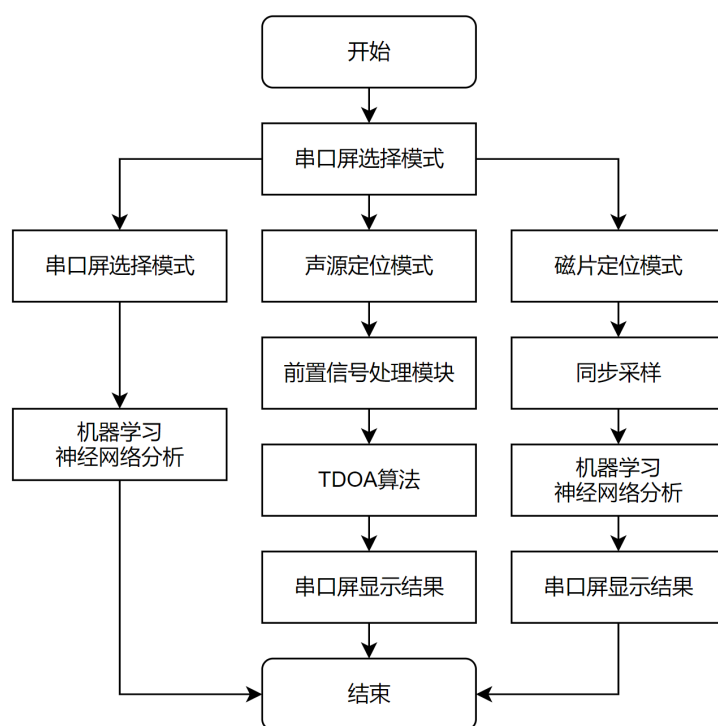 开始
串口屏选择模式
串口屏选择模式
声源定位模式
磁片定位模式
前置信号处理模块
同步采样
机器学习
神经网络分析
TDOA算法
机器学习
神经网络分析
串口屏显示结果
串口屏显示结果
结束